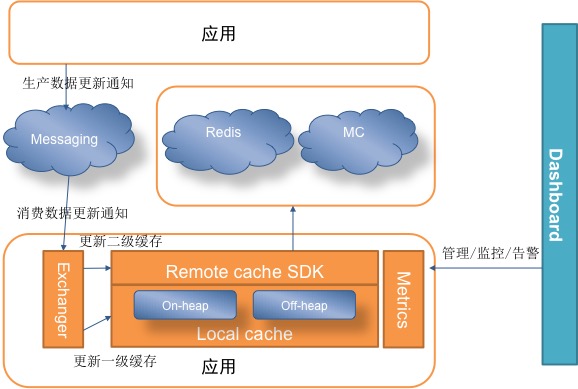 应用
生产数据更新通知
Messaging
Redis
MC
消费数据更新通知
更新二级缓存
Exchanger
Remote cache SDK
On-heap
Off-heap
Local cache
Metrics
更新一级缓存
应用
管理/监控/告警
Dashboard